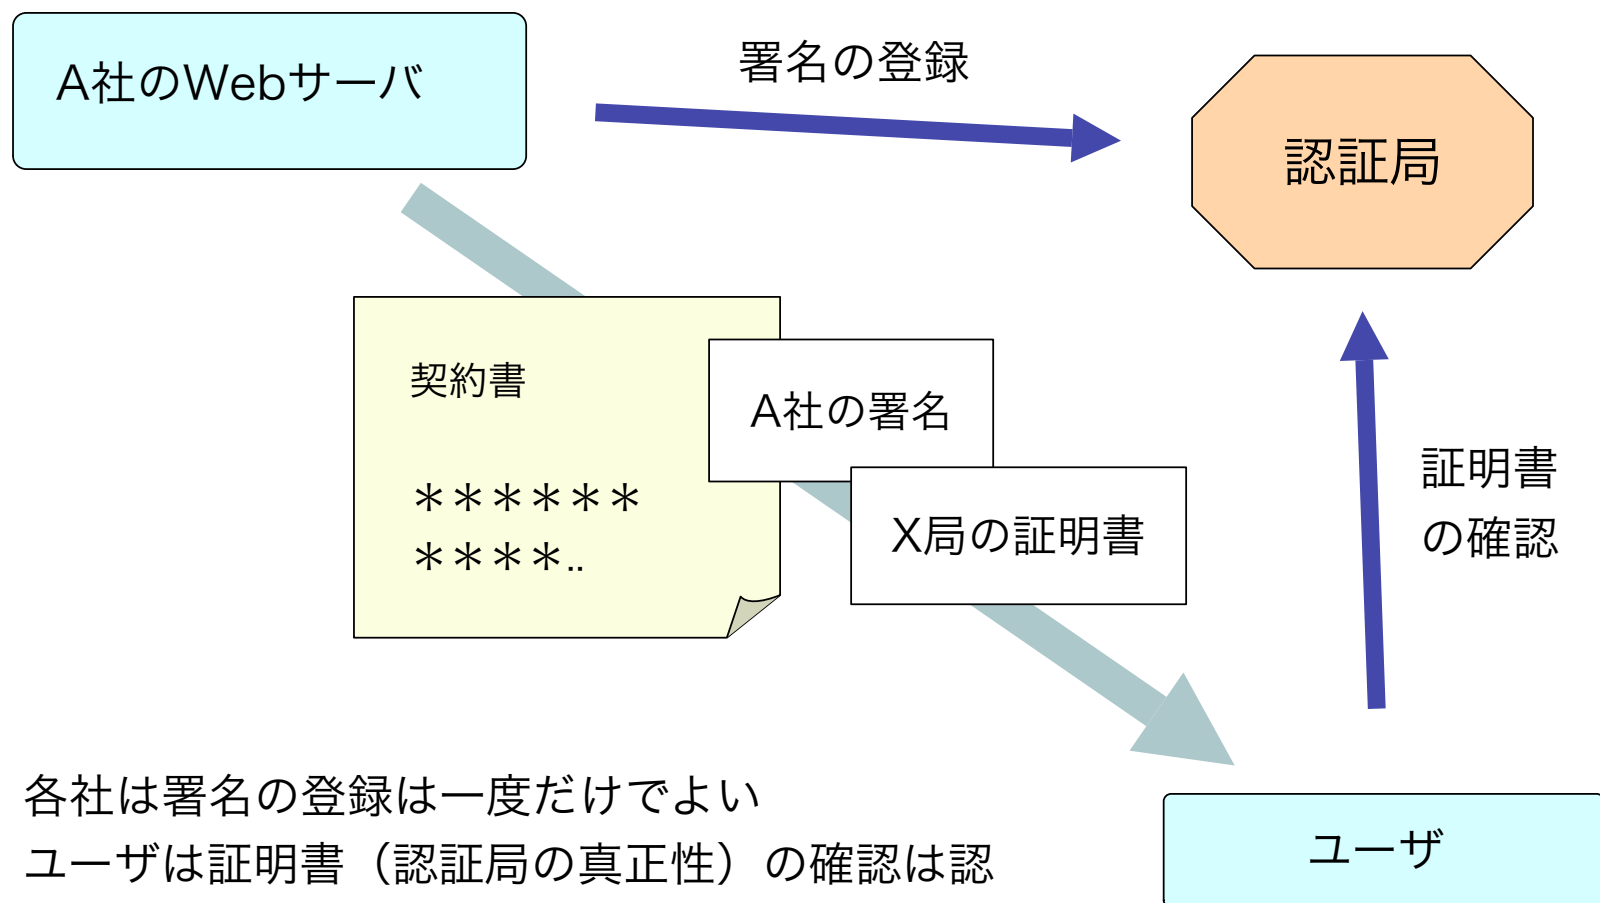 A社のWebサーバ
署名の登録
認証局
契約書
A社の署名
******
****..
X局の証明書
証明書
の確認
各社は署名の登録は一度だけでよい
ユーザは証明書（認証局の真正性）の確認は認
ユーザ